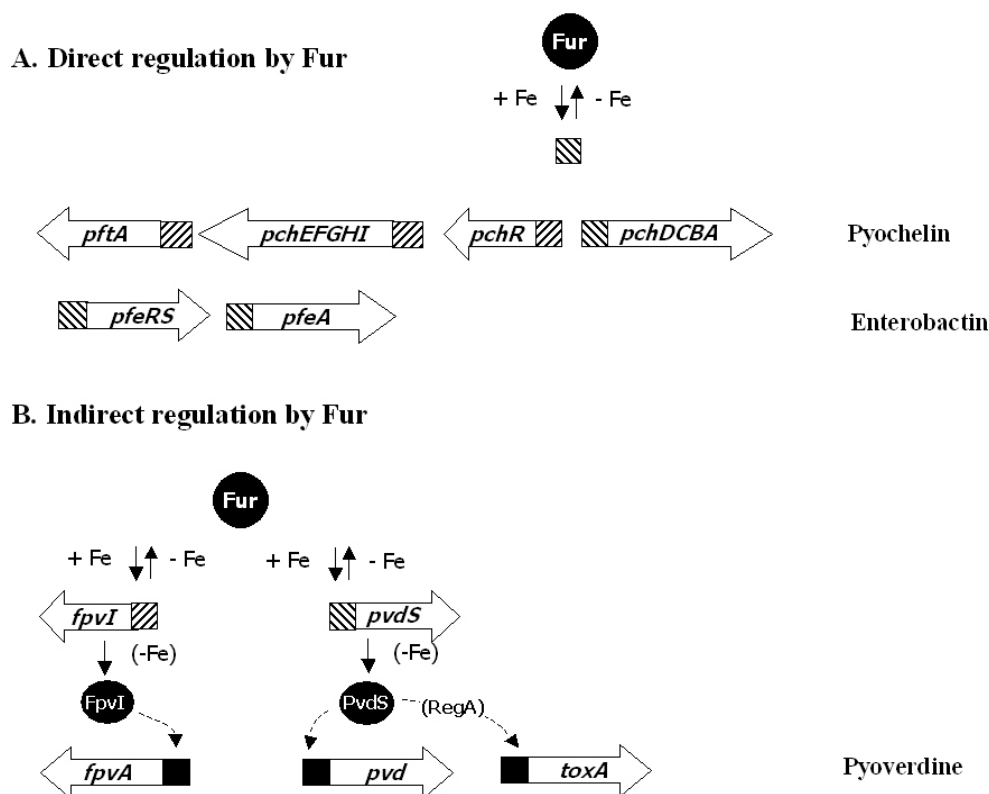 A. Direct regulation by Fur
Fur
+ Fe - Fe
pftA pchEFGHI pchR pchDCBA Pyochelin
pfeRS pfeA Enterobactin
B. Indirect regulation by Fur
Fur
+ Fe - Fe + Fe - Fe
fpvI pvdS
(-Fe) (-Fe)
FpvI PvdS (RegA)
fpvA pvd toxA Pyoverdine